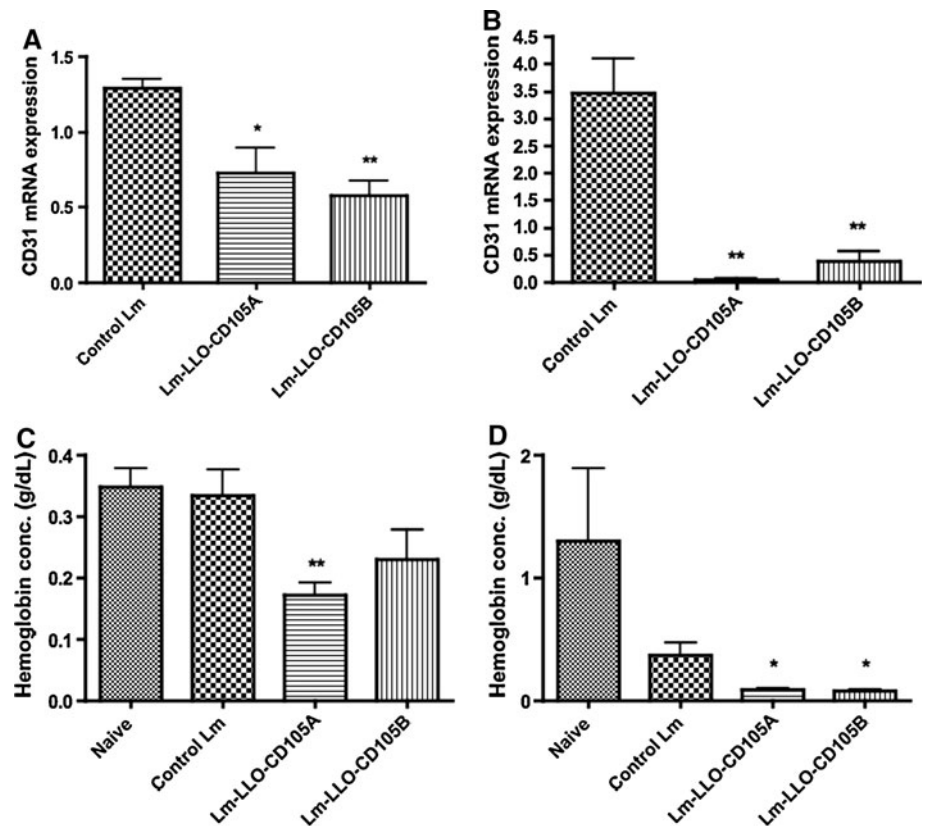 A
CD31 mRNA expression
1.5
1.0
0.5
0.0
*
**
Control Lm
Lm-LLO-CD105A
Lm-LLO-CD105B
B
CD31 mRNA expression
4.5
4.0
3.5
3.0
2.5
2.0
1.5
1.0
0.5
0.0
**
**
Control Lm
Lm-LLO-CD105A
Lm-LLO-CD105B
C
Hemoglobin conc. (g/dL)
0.4
0.3
0.2
0.1
0.0
**
Naive
Control Lm
Lm-LLO-CD105A
Lm-LLO-CD105B
D
Hemoglobin conc. (g/dL)
2
1
0
*
*
Naive
Control Lm
Lm-LLO-CD105A
Lm-LLO-CD105B